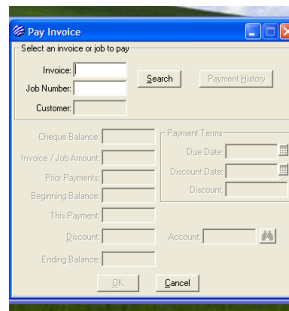 Pay Invoice
Select an invoice or job to pay
Invoice:
Search
Payment History
Job Number:
Customer:
Cheque Balance:
Payment Terms
Invoice / Job Amount:
Due Date:
Prior Payments:
Discount Date:
Beginning Balance:
Discount:
This Payment:
Discount:
Account:
Ending Balance:
OK
Cancel